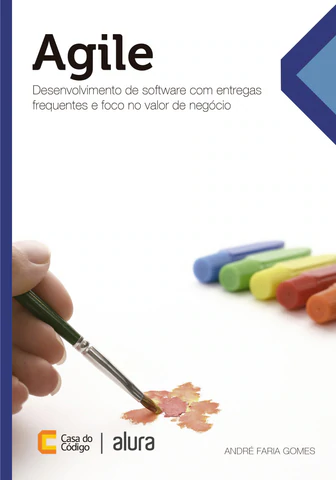 Agile
Desenvolvimento de software com entregas
frequentes e foco no valor de negócio
Casa do
Código
alura
ANDRÉ FARIA GOMES